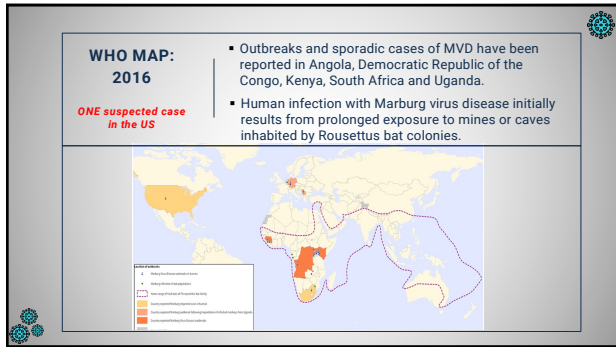 WHO MAP:
2016
ONE suspected case
in the US
▪ Outbreaks and sporadic cases of MVD have been
reported in Angola, Democratic Republic of the
Congo, Kenya, South Africa and Uganda.
▪ Human infection with Marburg virus disease initially
results from prolonged exposure to mines or caves
inhabited by Rousettus bat colonies.